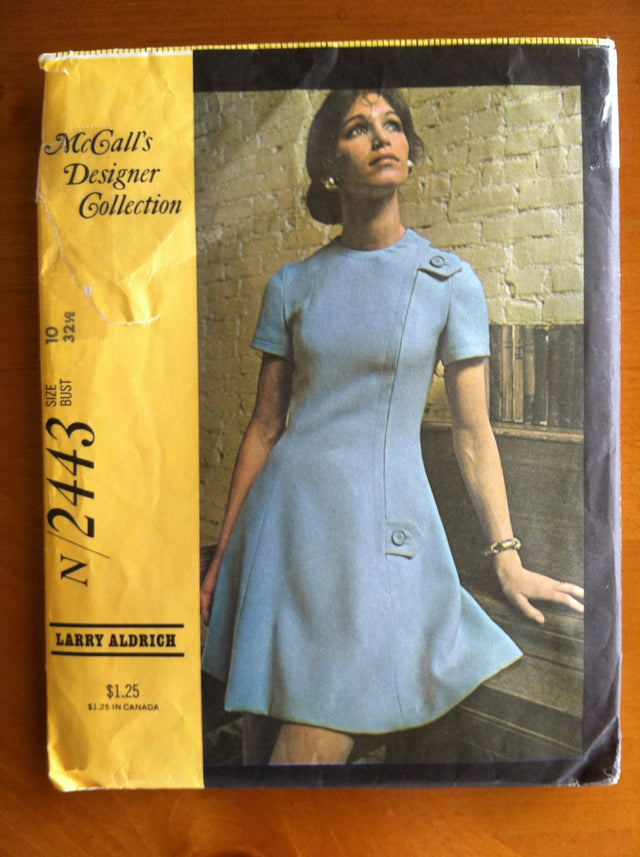 McCall's
Designer
Collection
SIZE 10
BUST 32½
N/2443
LARRY ALDRICH
$1.25
$1.25 IN CANADA